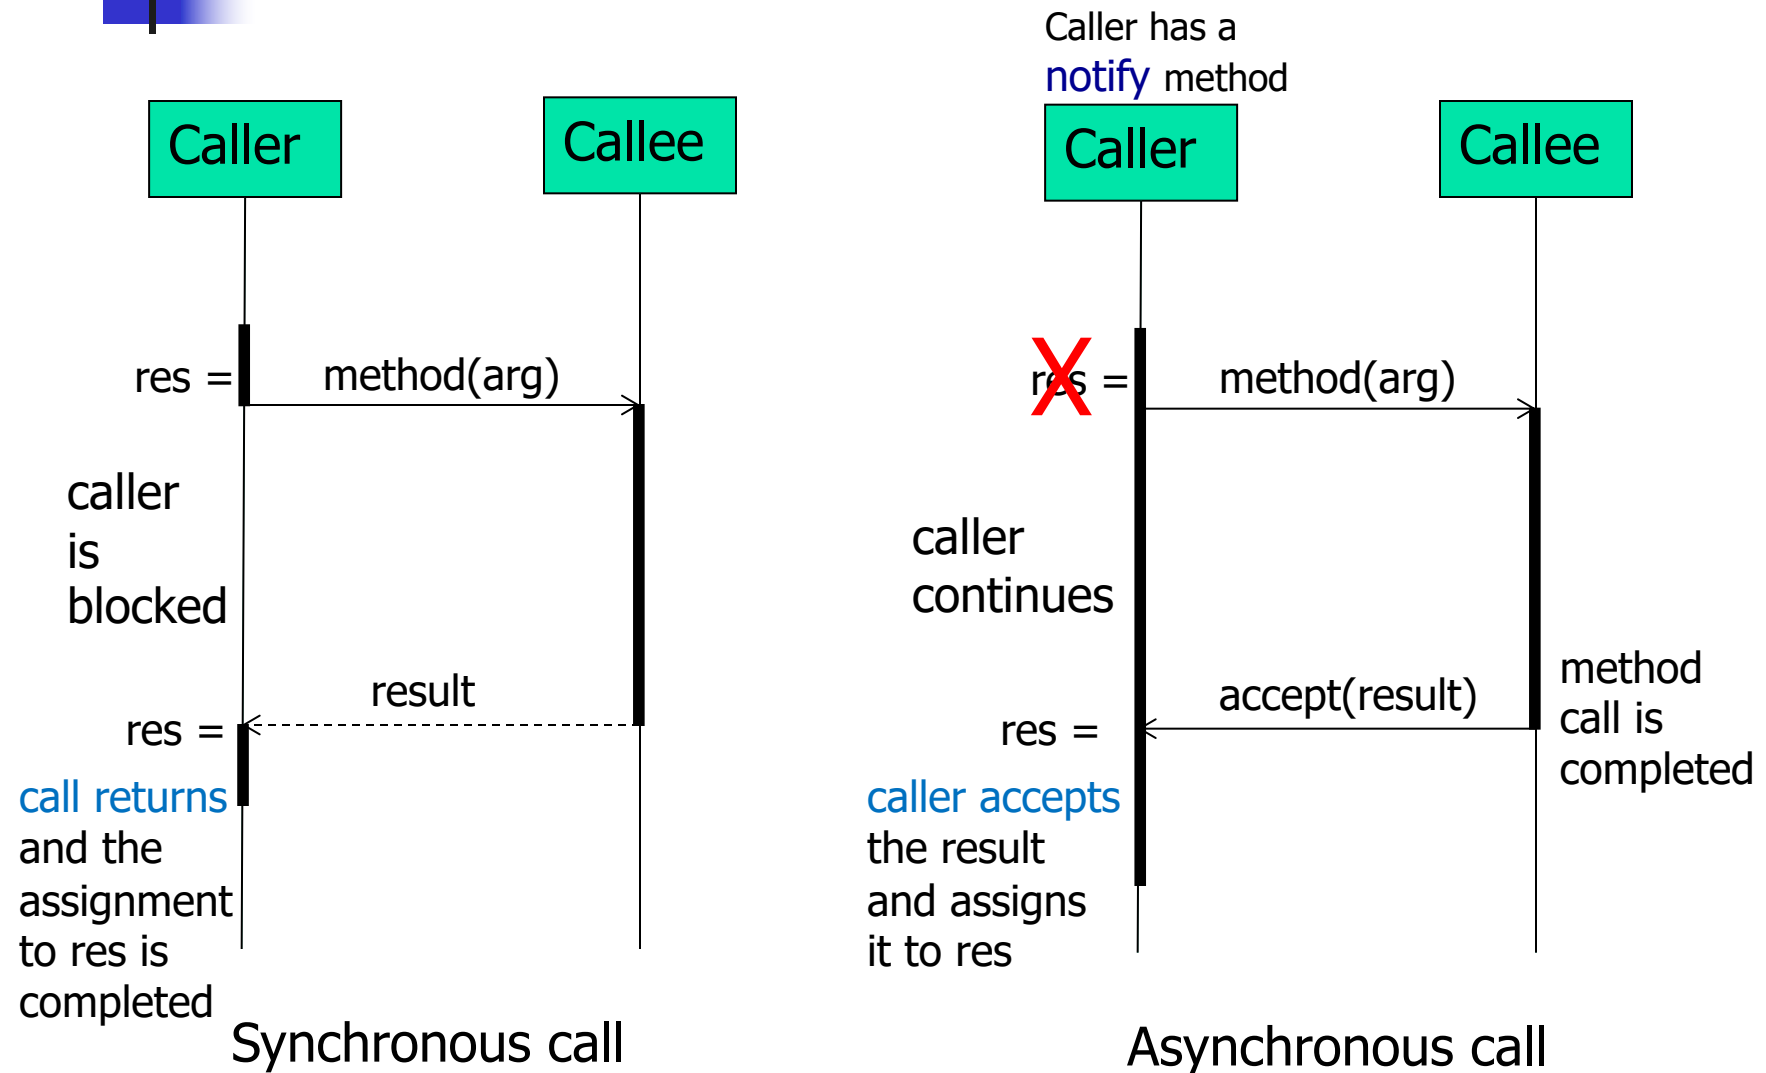 Caller
Callee
res =
method(arg)
caller
is
blocked
result
res =
call returns
and the
assignment
to res is
completed
Synchronous call
Caller has a
notify method
Caller
Callee
res =
X
method(arg)
caller
continues
accept(result)
method
call is
completed
res =
caller accepts
the result
and assigns
it to res
Asynchronous call